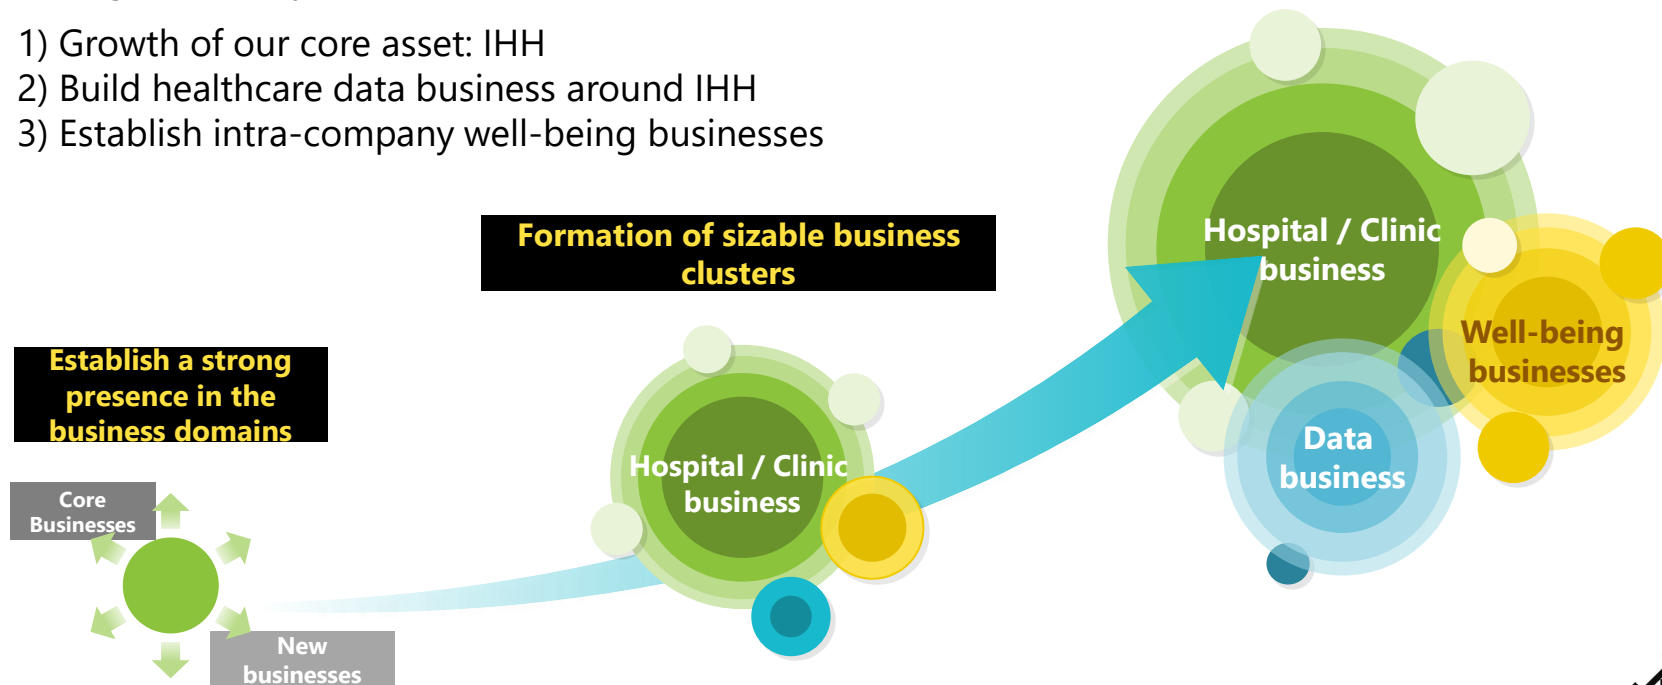 1) Growth of our core asset: IHH
2) Build healthcare data business around IHH
3) Establish intra-company well-being businesses
Formation of sizable business
clusters
Establish a strong
presence in the
business domains
Core
Businesses
New
businesses
Hospital / Clinic
business
Hospital / Clinic
business
Well-being
businesses
Data
business